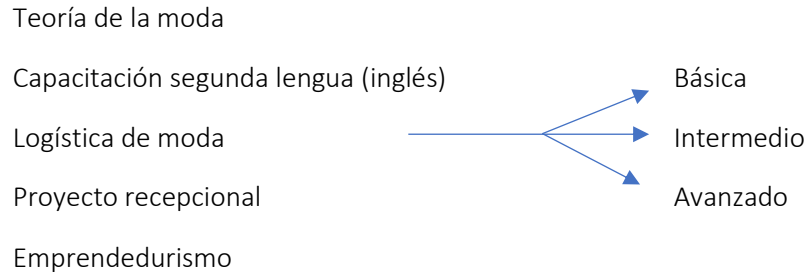 Teoría de la moda
Capacitación segunda lengua (inglés)
Básica
Logística de moda
Intermedio
Proyecto recepcional
Avanzado
Emprendedurismo